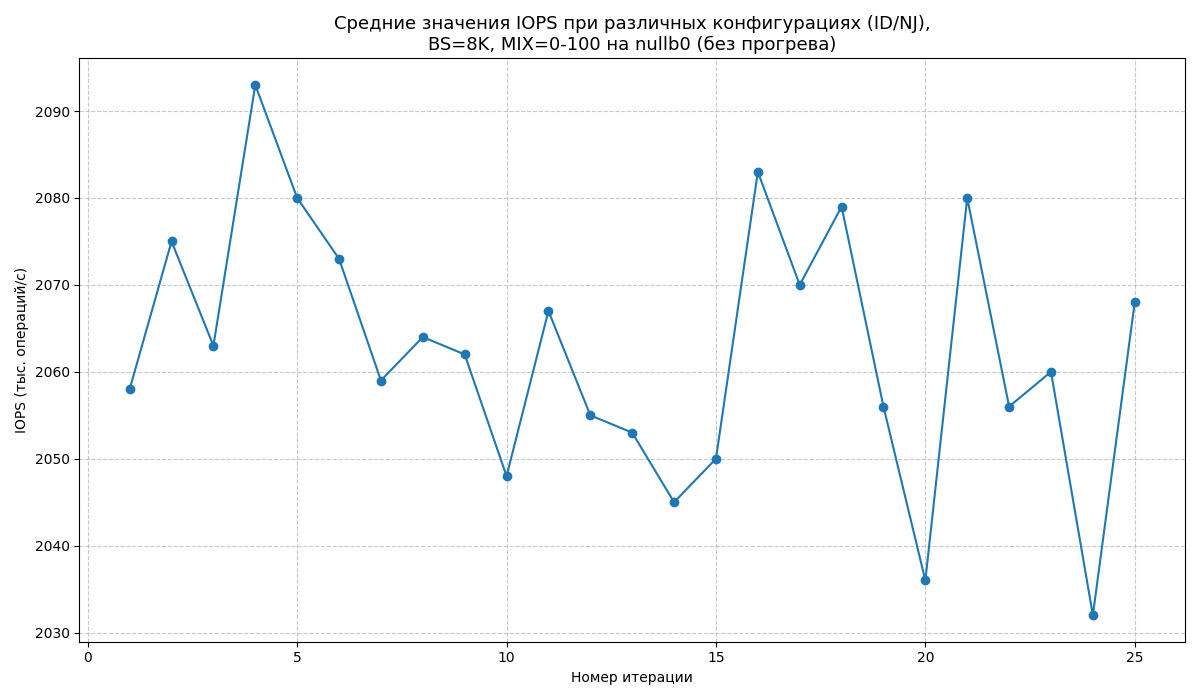 Средние значения IOPS при различных конфигурациях (ID/NJ),
BS=8K, MIX=0-100 на nullb0 (без прогрева)
IOPS (тыс. операций/с)
2090
2080
2070
2060
2050
2040
2030
0 5 10 15 20 25
Номер итерации